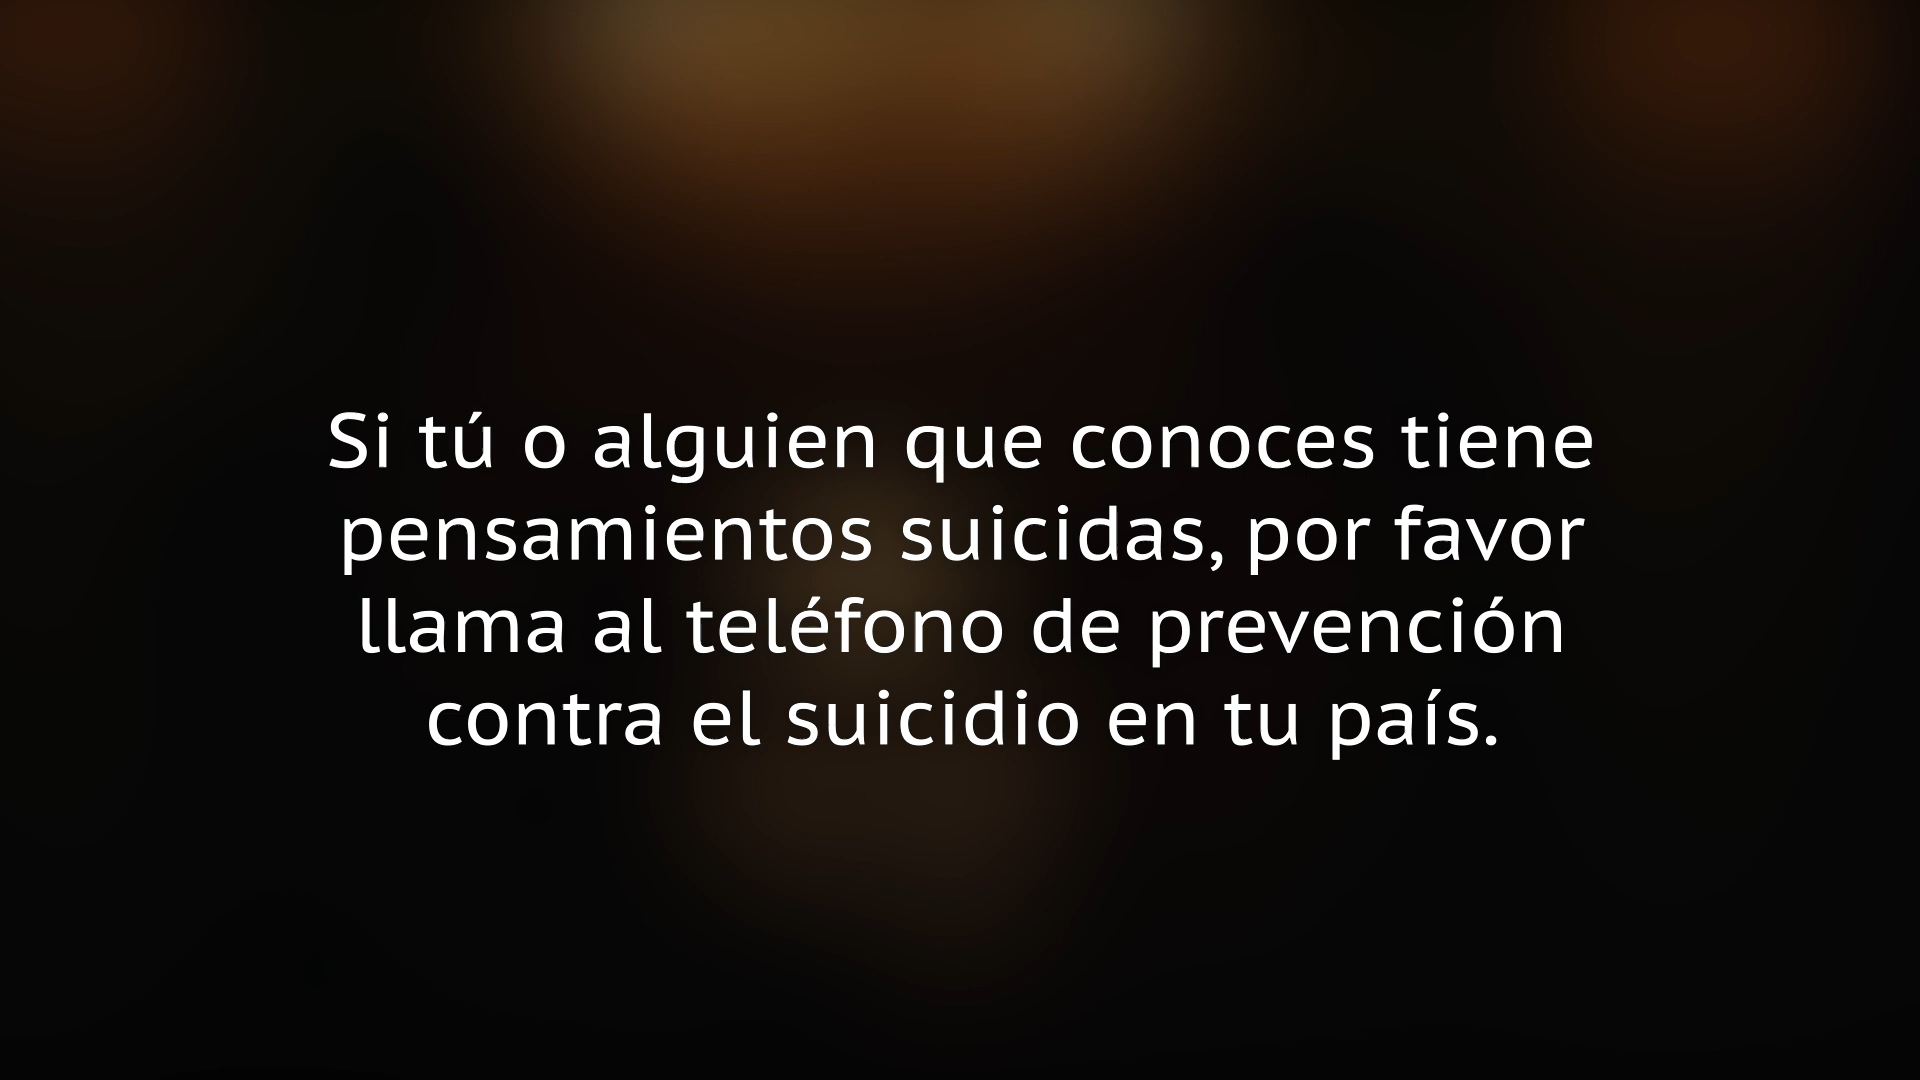 Si tú o alguien que conoces tiene
pensamientos suicidas, por favor
llama al teléfono de prevención
contra el suicidio en tu país.